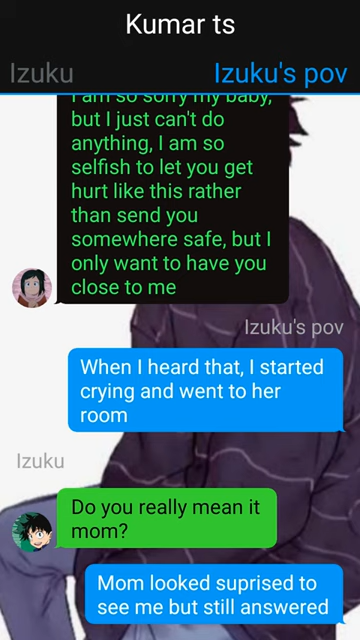 Kumar ts
Izuku
Izuku's pov
I am so sorry my baby,
but I just can't do
anything, I am so
selfish to let you get
hurt like this rather
than send you
somewhere safe, but I
only want to have you
close to me
Izuku's pov
When I heard that, I started
crying and went to her
room
Izuku
Do you really mean it
mom?
Mom looked suprised to
see me but still answered